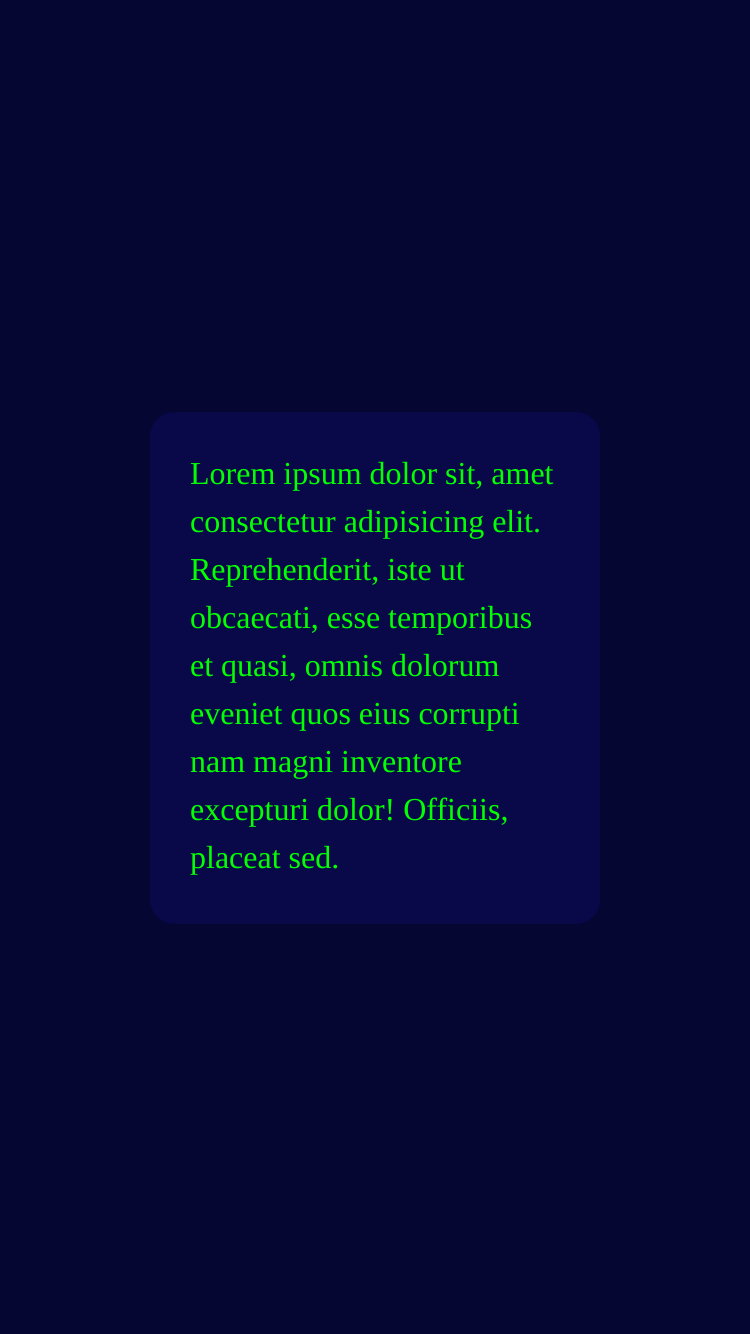 Lorem ipsum dolor sit, amet
consectetur adipisicing elit.
Reprehenderit, iste ut
obcaecati, esse temporibus
et quasi, omnis dolorum
eveniet quos eius corrupti
nam magni inventore
excepturi dolor! Officiis,
placeat sed.